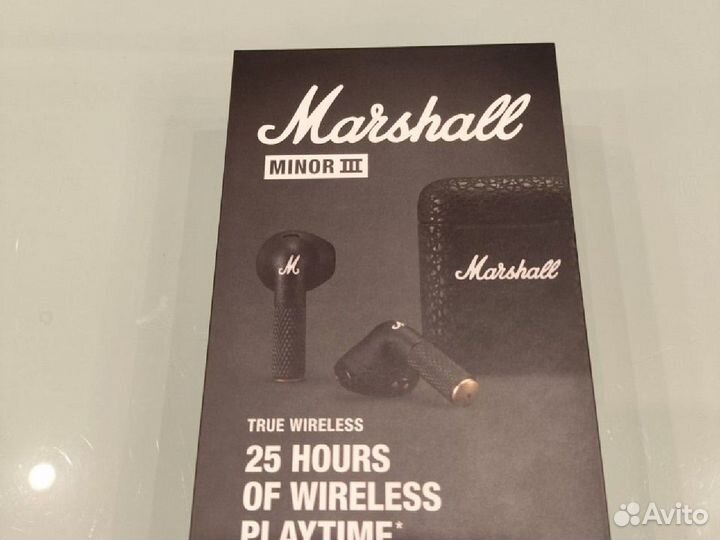 Marshall
MINOR III
M
Marshall
TRUE WIRELESS
25 HOURS
OF WIRELESS
PLAYTIME*
Avito